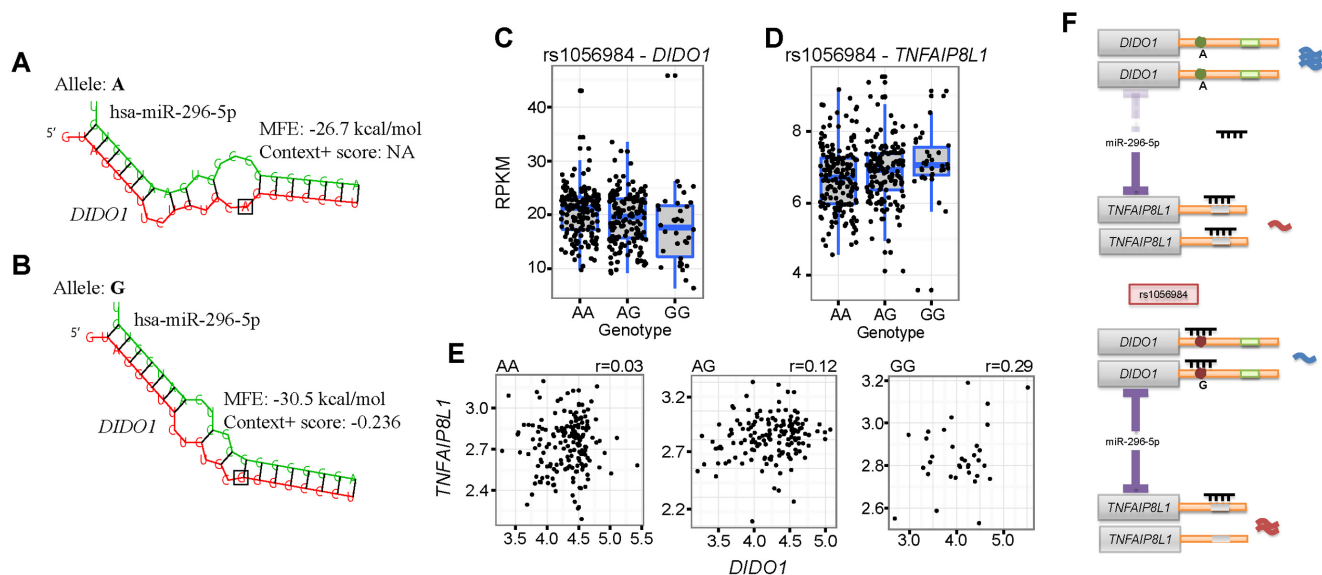 A
Allele: A
hsa-miR-296-5p
5'
MFE: -26.7 kcal/mol
Context+ score: NA
DIDO1
B
Allele: G
hsa-miR-296-5p
5'
MFE: -30.5 kcal/mol
Context+ score: -0.236
DIDO1
C
rs1056984 - DIDO1
RPKM
40
30
20
10
AA AG GG
Genotype
D
rs1056984 - TNFAIP8L1
8
6
4
AA AG GG
Genotype
E
AA r=0.03
TNFAIP8L1
3.0
2.7
2.4
3.5 4.0 4.5 5.0 5.5
AG r=0.12
3.2
2.7
2.2
3.5 4.0 4.5 5.0
GG r=0.29
3.2
3.0
2.8
2.6
3.0 4.0 5.0
DIDO1
F
DIDO1
A
DIDO1
A
miR-296-5p
TNFAIP8L1
TNFAIP8L1
rs1056984
DIDO1
DIDO1
G
miR-296-5p
TNFAIP8L1
TNFAIP8L1